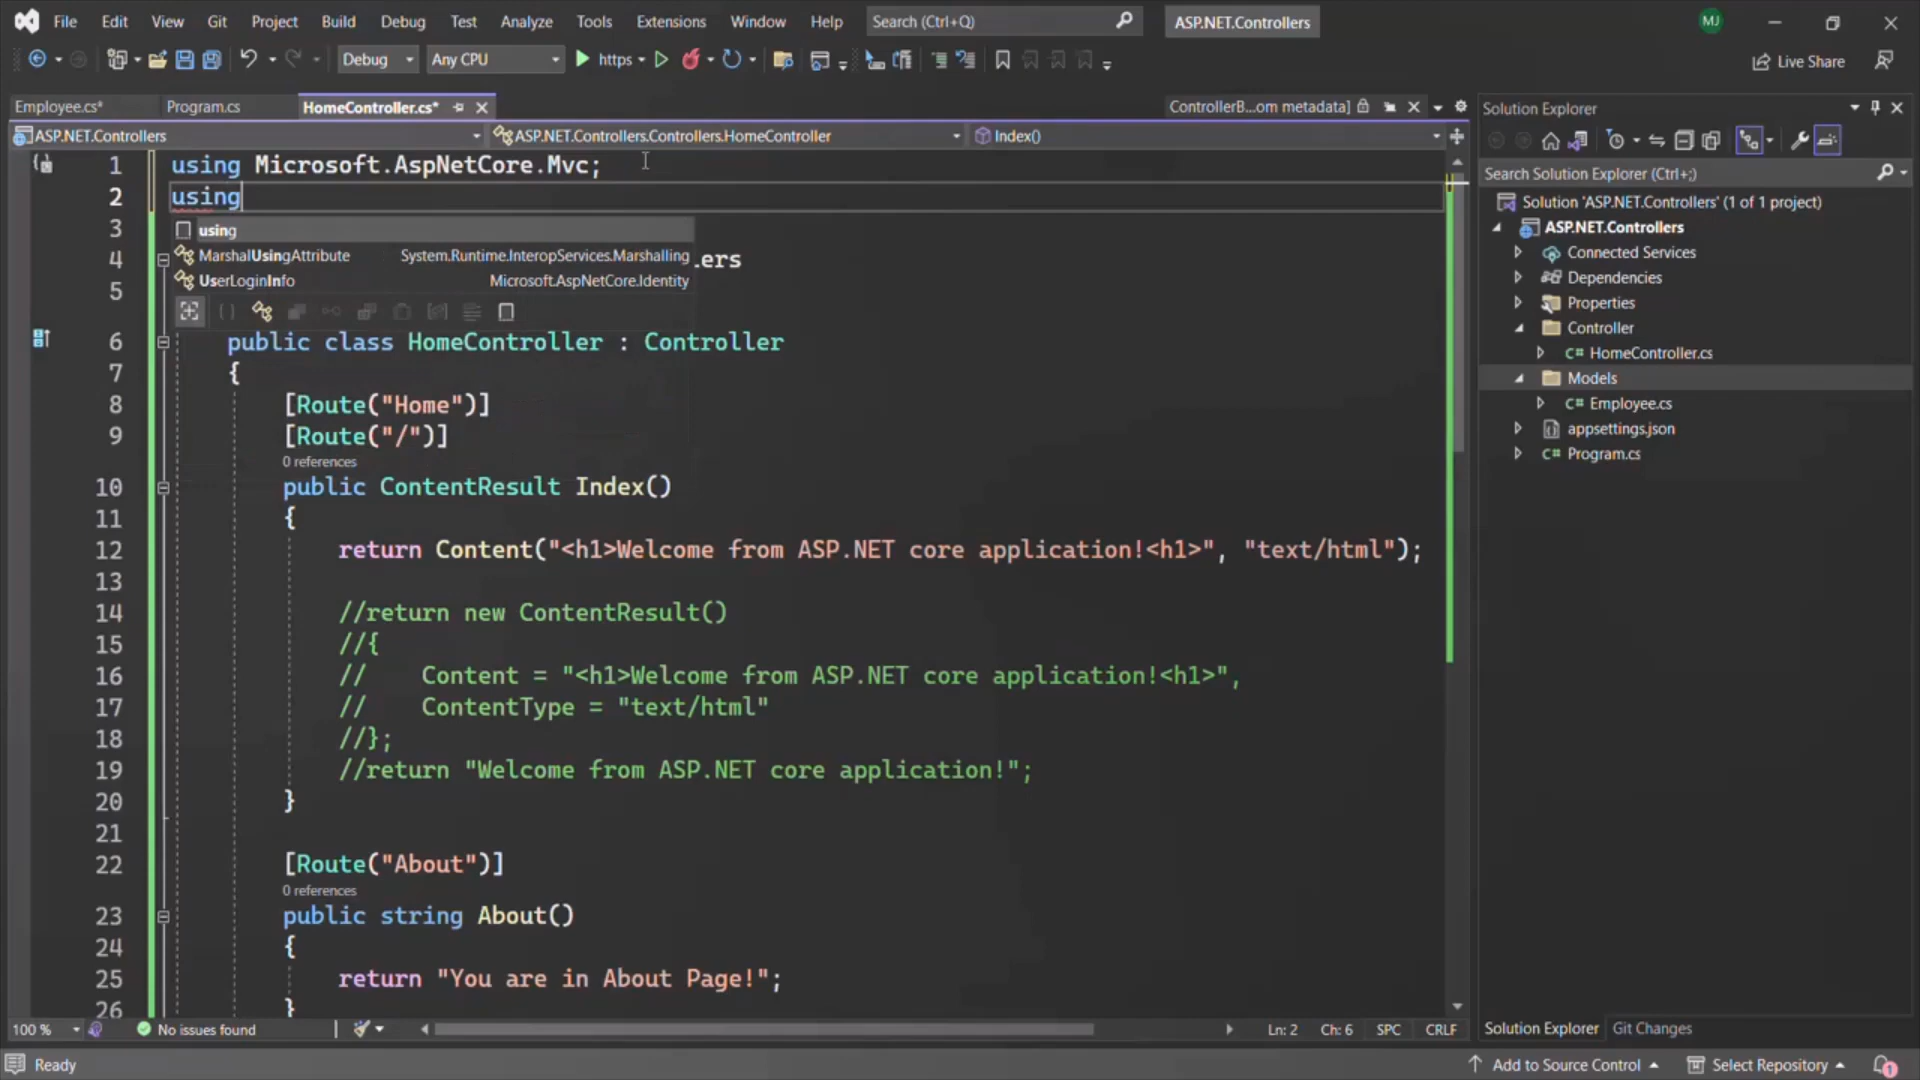 File Edit View Git Project Build Debug Test Analyze Tools Extensions Window Help Search (Ctrl+Q) ASP.NET.Controllers MJ
Debug Any CPU https Live Share
Employee.cs* Program.cs HomeController.cs* ControllerB...om metadata] Solution Explorer
ASP.NET.Controllers ASP.NET.Controllers.Controllers.HomeController Index()
Search Solution Explorer (Ctrl+;)
1 using Microsoft.AspNetCore.Mvc;
2 using
3
using
MarshalUsingAttribute System.Runtime.InteropServices.Marshalling
UserLoginInfo Microsoft.AspNetCore.Identity
4 .ers
5
6 public class HomeController : Controller
7 {
8 [Route("Home")]
9 [Route("/")]
0 references
10 public ContentResult Index()
11 {
12 return Content("<h1>Welcome from ASP.NET core application!<h1>", "text/html");
13
14 //return new ContentResult()
15 //{
16 // Content = "<h1>Welcome from ASP.NET core application!<h1>",
17 // ContentType = "text/html"
18 //};
19 //return "Welcome from ASP.NET core application!";
20 }
21
22 [Route("About")]
0 references
23 public string About()
24 {
25 return "You are in About Page!";
26 }
Solution 'ASP.NET.Controllers' (1 of 1 project)
ASP.NET.Controllers
Connected Services
Dependencies
Properties
Controller
C# HomeController.cs
Models
C# Employee.cs
appsettings.json
C# Program.cs
100 % No issues found Ln: 2 Ch: 6 SPC CRLF
Solution Explorer Git Changes
Ready Add to Source Control Select Repository 1